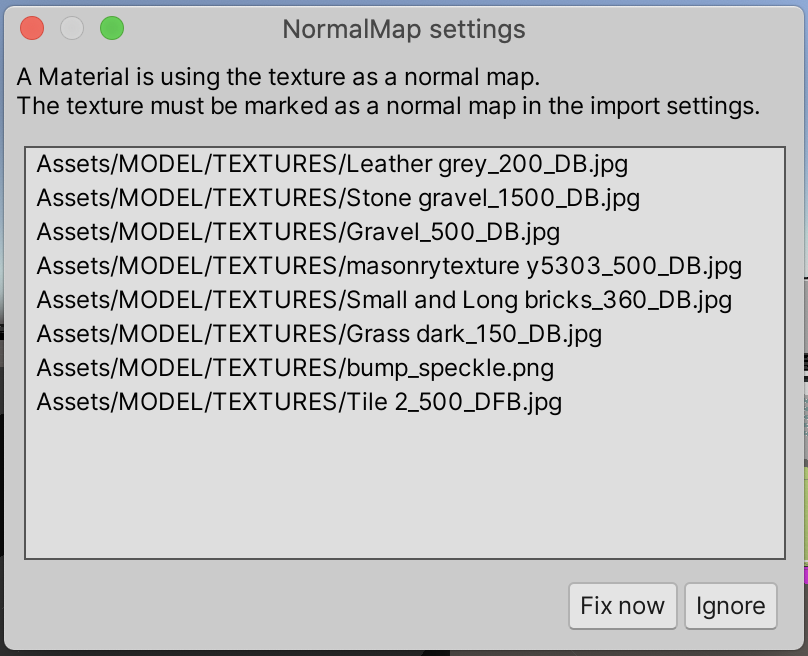 NormalMap settings
A Material is using the texture as a normal map.
The texture must be marked as a normal map in the import settings.
Assets/MODEL/TEXTURES/Leather grey_200_DB.jpg
Assets/MODEL/TEXTURES/Stone gravel_1500_DB.jpg
Assets/MODEL/TEXTURES/Gravel_500_DB.jpg
Assets/MODEL/TEXTURES/masonrytexture y5303_500_DB.jpg
Assets/MODEL/TEXTURES/Small and Long bricks_360_DB.jpg
Assets/MODEL/TEXTURES/Grass dark_150_DB.jpg
Assets/MODEL/TEXTURES/bump_speckle.png
Assets/MODEL/TEXTURES/Tile 2_500_DFB.jpg
Fix now Ignore